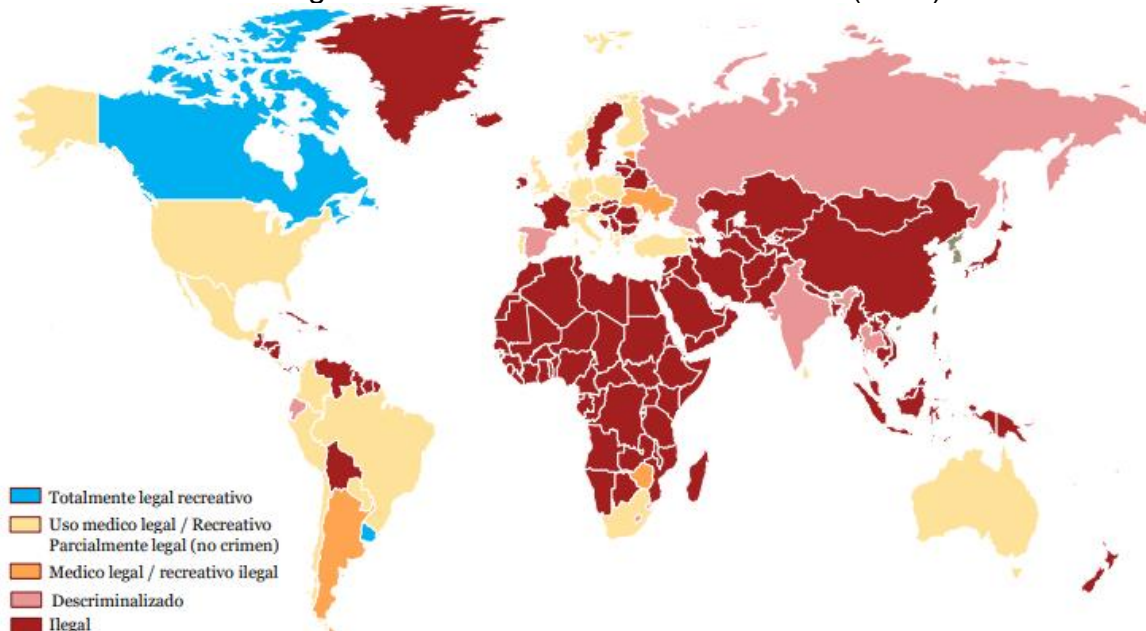 Totalmente legal recreativo
Uso medico legal / Recreativo
Parcialmente legal (no crimen)
Medico legal / recreativo ilegal
Descriminalizado
Ilegal